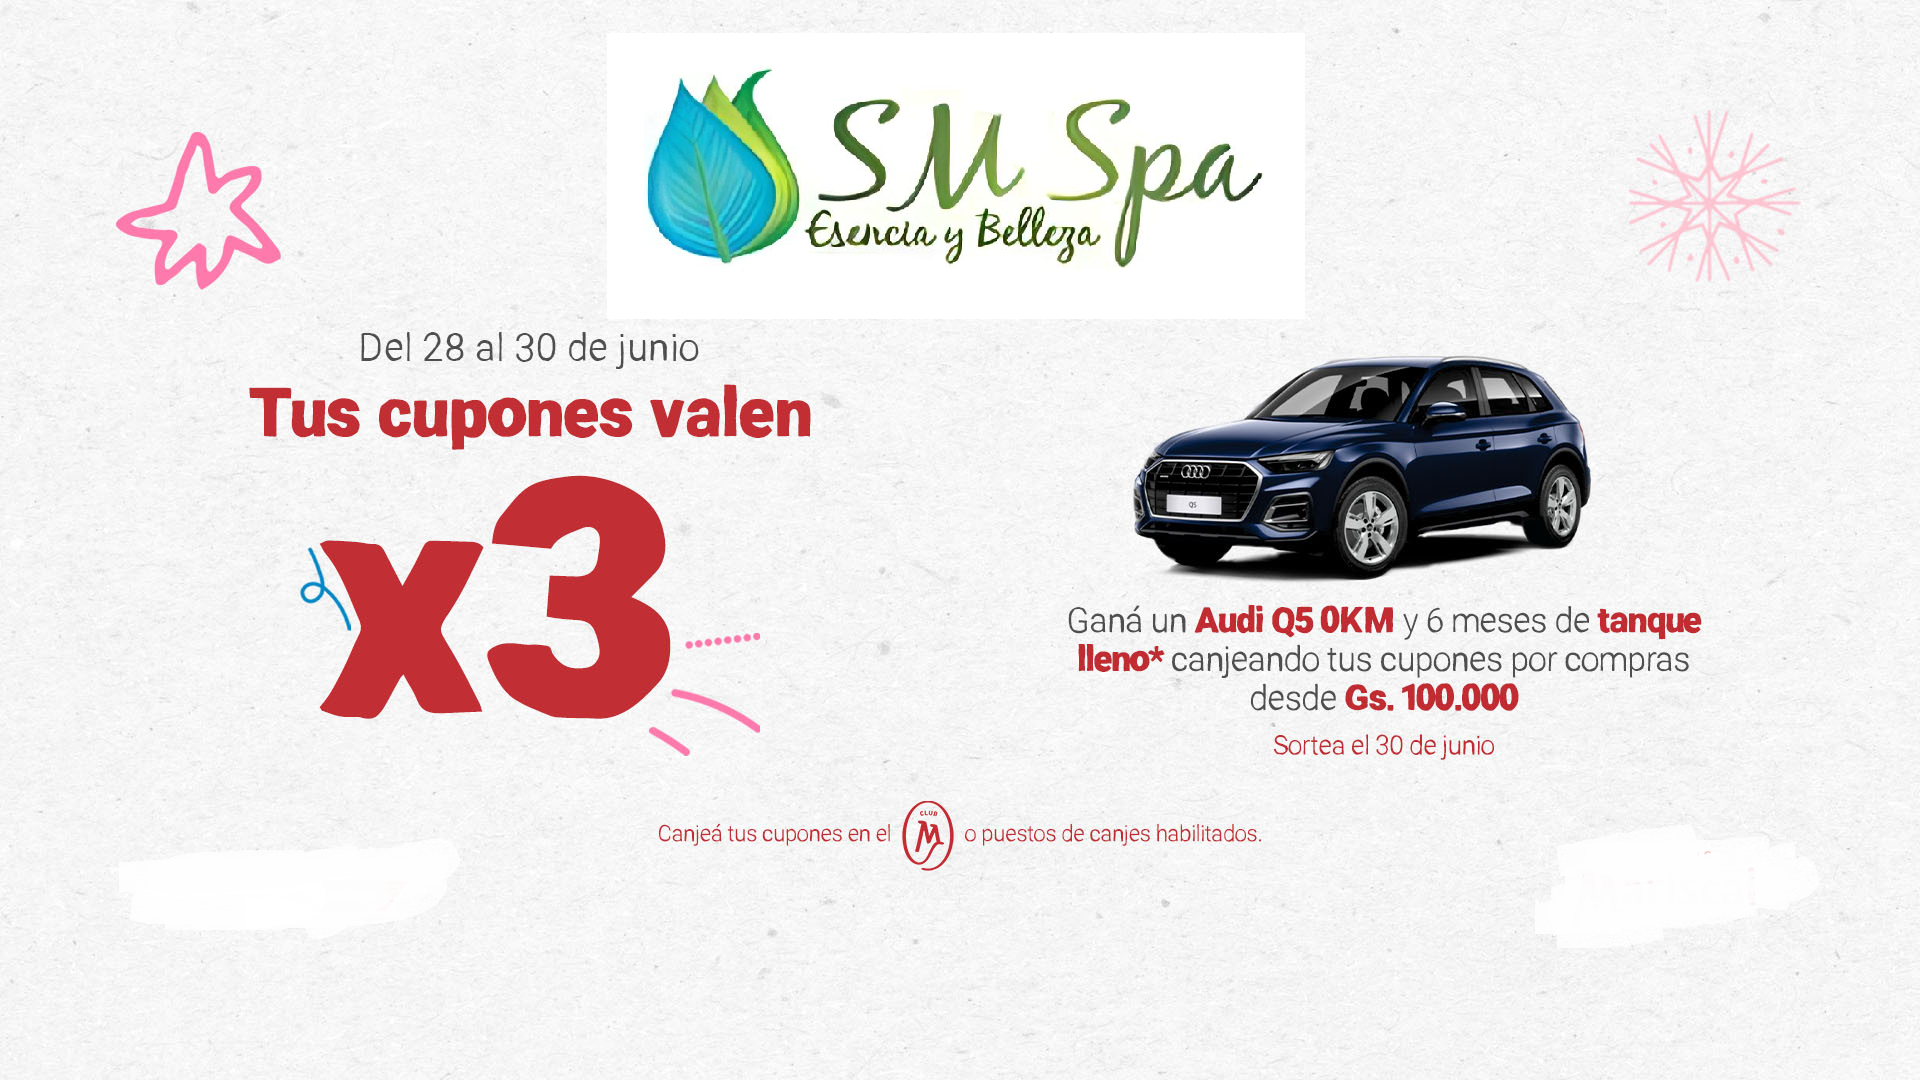 SM Spa
Esencia y Belleza
Del 28 al 30 de junio
Tus cupones valen
x3
Q5
Ganá un Audi Q5 0KM y 6 meses de tanque
lleno* canjeando tus cupones por compras
desde Gs. 100.000
Sortea el 30 de junio
Canjeá tus cupones en el CLUB M o puestos de canjes habilitados.